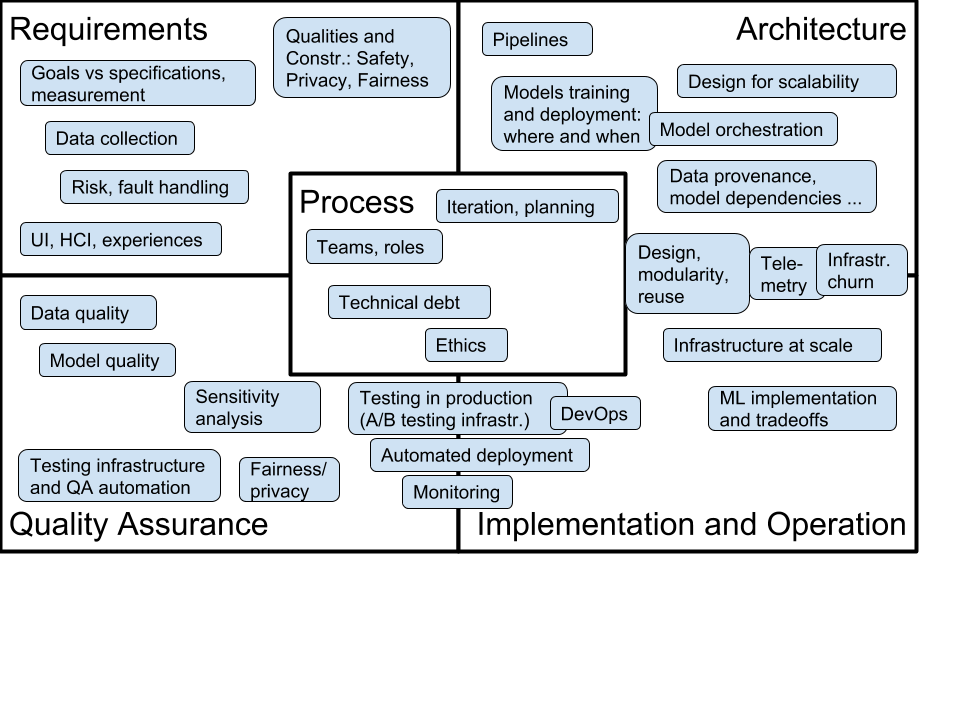 Requirements
Qualities and
Constr.: Safety,
Privacy, Fairness
Goals vs specifications,
measurement
Data collection
Risk, fault handling
UI, HCI, experiences
Architecture
Pipelines
Design for scalability
Models training
and deployment:
where and when
Model orchestration
Data provenance,
model dependencies ...
Process
Iteration, planning
Teams, roles
Technical debt
Ethics
Design,
modularity,
reuse
Tele-
metry
Infrastr.
churn
Data quality
Model quality
Sensitivity
analysis
Testing infrastructure
and QA automation
Fairness/
privacy
Quality Assurance
Testing in production
(A/B testing infrastr.)
DevOps
Automated deployment
Monitoring
Infrastructure at scale
ML implementation
and tradeoffs
Implementation and Operation